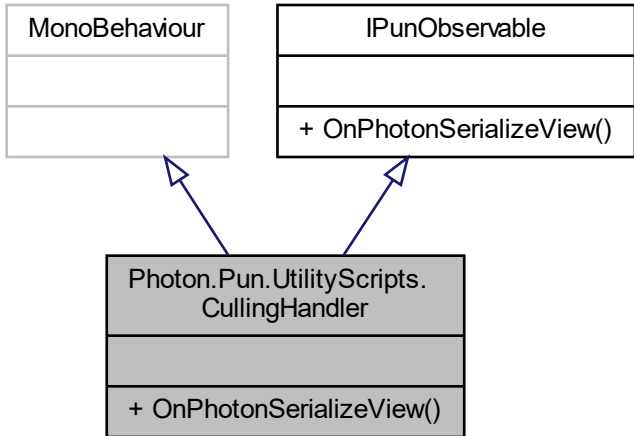 MonoBehaviour
IPunObservable
+ OnPhotonSerializeView()
Photon.Pun.UtilityScripts.
CullingHandler
+ OnPhotonSerializeView()